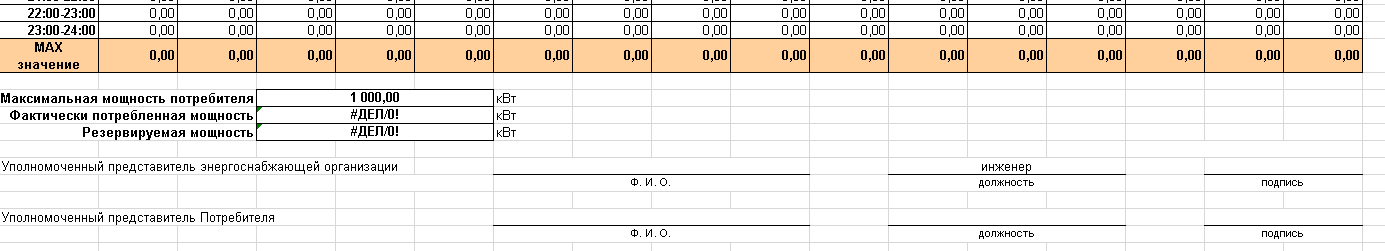 22:00-23:00 0,00 0,00 0,00 0,00 0,00 0,00 0,00 0,00 0,00 0,00 0,00 0,00 0,00 0,00 0,00 0,00
23:00-24:00 0,00 0,00 0,00 0,00 0,00 0,00 0,00 0,00 0,00 0,00 0,00 0,00 0,00 0,00 0,00 0,00
МАХ
значение 0,00 0,00 0,00 0,00 0,00 0,00 0,00 0,00 0,00 0,00 0,00 0,00 0,00 0,00 0,00 0,00
Максимальная мощность потребителя 1 000,00 кВт
Фактически потребленная мощность #ДЕЛ/0! кВт
Резервируемая мощность #ДЕЛ/0! кВт
Уполномоченный представитель энергоснабжающей организации инженер
Ф. И. О. должность подпись
Уполномоченный представитель Потребителя
Ф. И. О. должность подпись